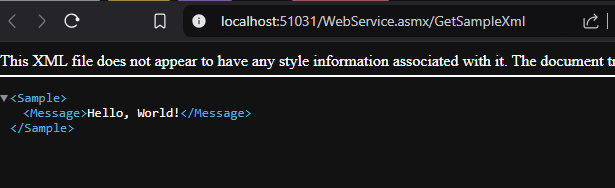 localhost:51031/WebService.asmx/GetSampleXml
This XML file does not appear to have any style information associated with it. The document
<Sample>
<Message>Hello, World!</Message>
</Sample>